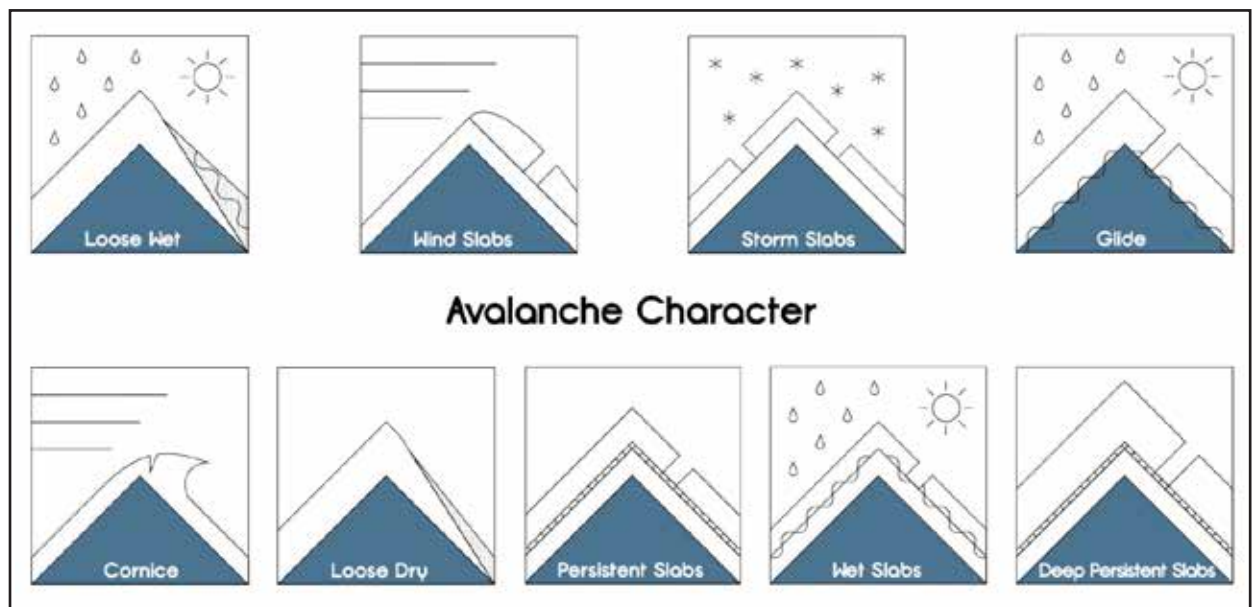 Loose Wet
Wind Slabs
Storm Slabs
Glide
Avalanche Character
Cornice
Loose Dry
Persistent Slabs
Wet Slabs
Deep Persistent Slabs